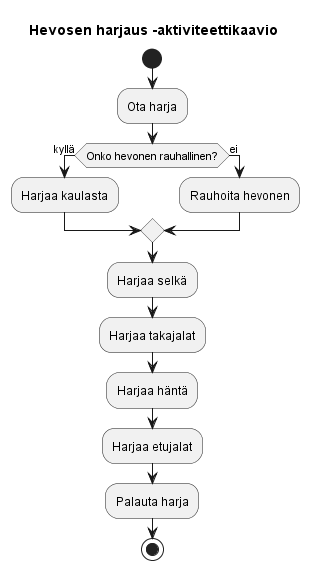 Hevosen harjaus -aktiviteettikaavio
Ota harja
kyllä
Onko hevonen rauhallinen?
ei
Harjaa kaulasta
Rauhoita hevonen
Harjaa selkä
Harjaa takajalat
Harjaa häntä
Harjaa etujalat
Palauta harja